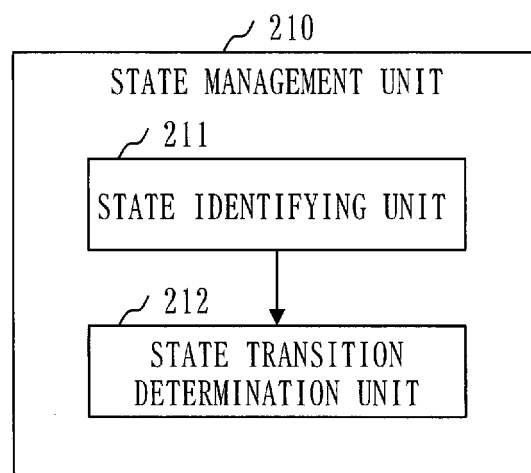 210
STATE MANAGEMENT UNIT
211
STATE IDENTIFYING UNIT
212
STATE TRANSITION
DETERMINATION UNIT